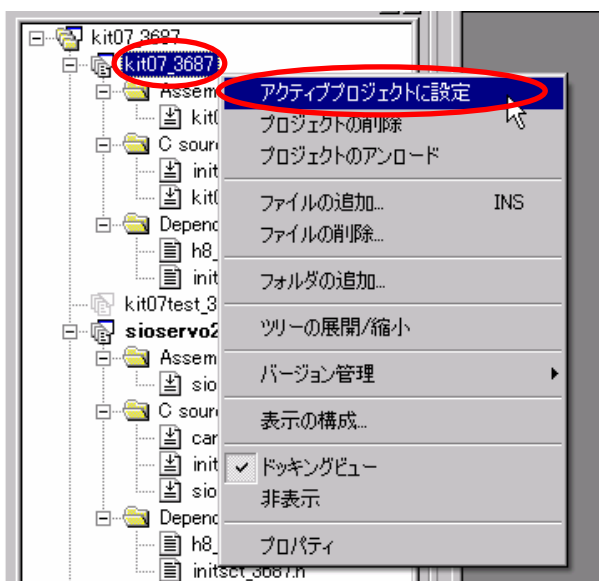 kit07_3687
kit07_3687
Assem
kit0
C sour
init
kit0
Depend
h8_
init
kit07test_3
sioservo2
Assem
sio
C sour
car
init
sio
Depend
h8_
initsct_3687.h
アクティブプロジェクトに設定
プロジェクトの削除
プロジェクトのアンロード
ファイルの追加... INS
ファイルの削除...
フォルダの追加...
ツリーの展開/縮小
バージョン管理
表示の構成...
ドッキングビュー
非表示
プロパティ